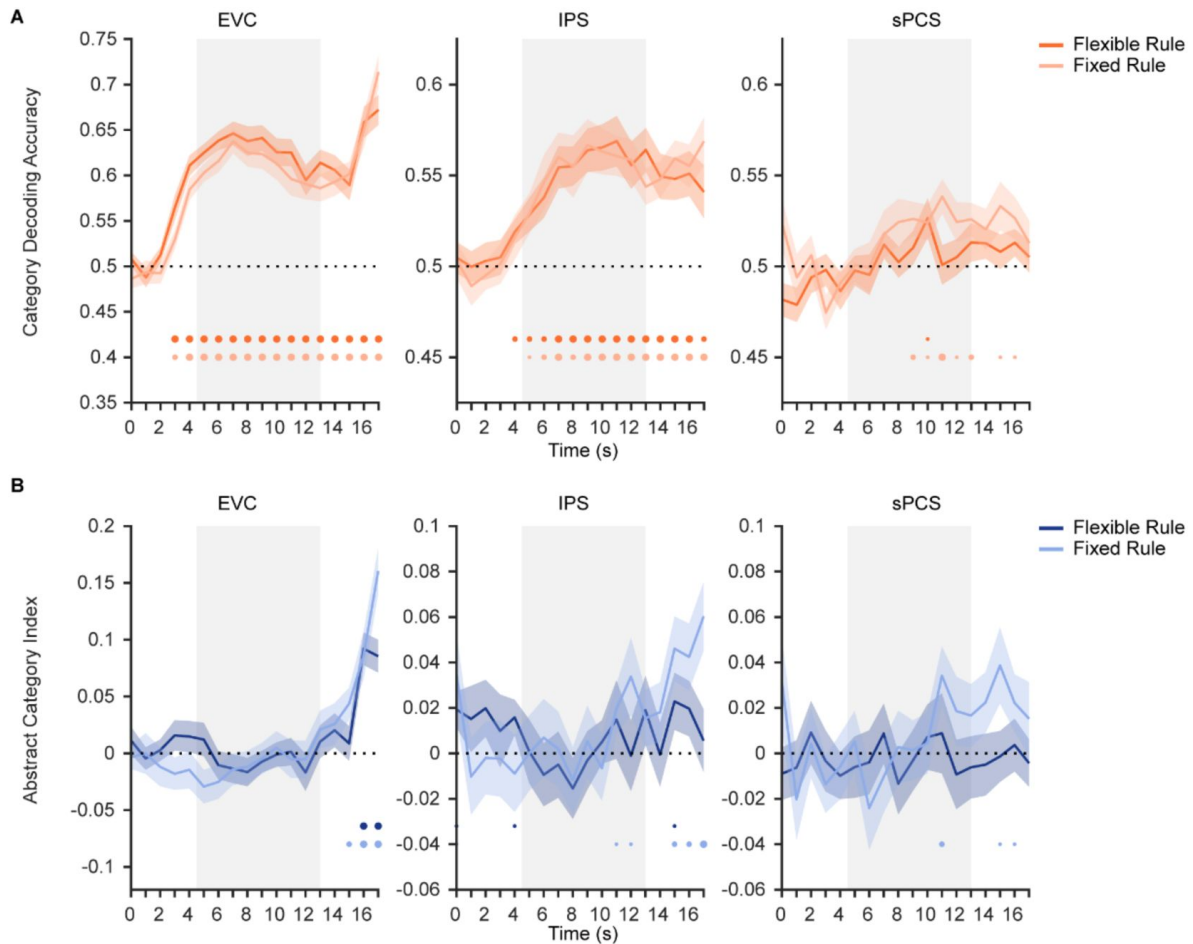 A
EVC
IPS
sPCS
Category Decoding Accuracy
0.75
0.7
0.65
0.6
0.55
0.5
0.45
0.4
0.35
0.6
0.55
0.5
0.45
0.6
0.55
0.5
0.45
Flexible Rule
Fixed Rule
0 2 4 6 8 10 12 14 16
0 2 4 6 8 10 12 14 16
0 2 4 6 8 10 12 14 16
Time (s)
B
EVC
IPS
sPCS
Abstract Category Index
0.2
0.15
0.1
0.05
0
-0.05
-0.1
0.1
0.08
0.06
0.04
0.02
0
-0.02
-0.04
-0.06
0.1
0.08
0.06
0.04
0.02
0
-0.02
-0.04
-0.06
Flexible Rule
Fixed Rule
0 2 4 6 8 10 12 14 16
0 2 4 6 8 10 12 14 16
0 2 4 6 8 10 12 14 16
Time (s)